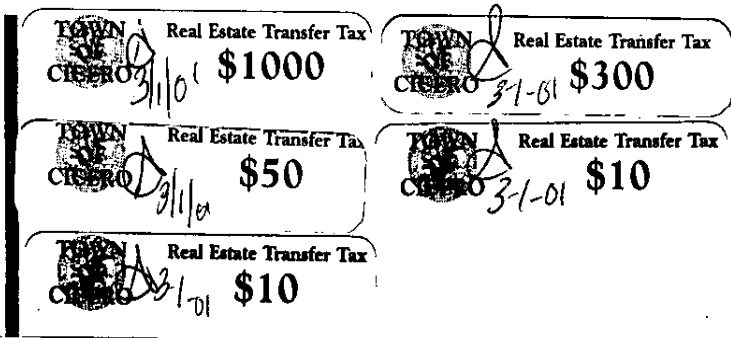 TOWN OF CICERO Real Estate Transfer Tax
3/1/01 $1000
TOWN OF CICERO Real Estate Transfer Tax
3-1-01 $300
TOWN OF CICERO Real Estate Transfer Tax
3/1/01 $50
TOWN OF CICERO Real Estate Transfer Tax
3-1-01 $10
TOWN OF CICERO Real Estate Transfer Tax
3-1-01 $10